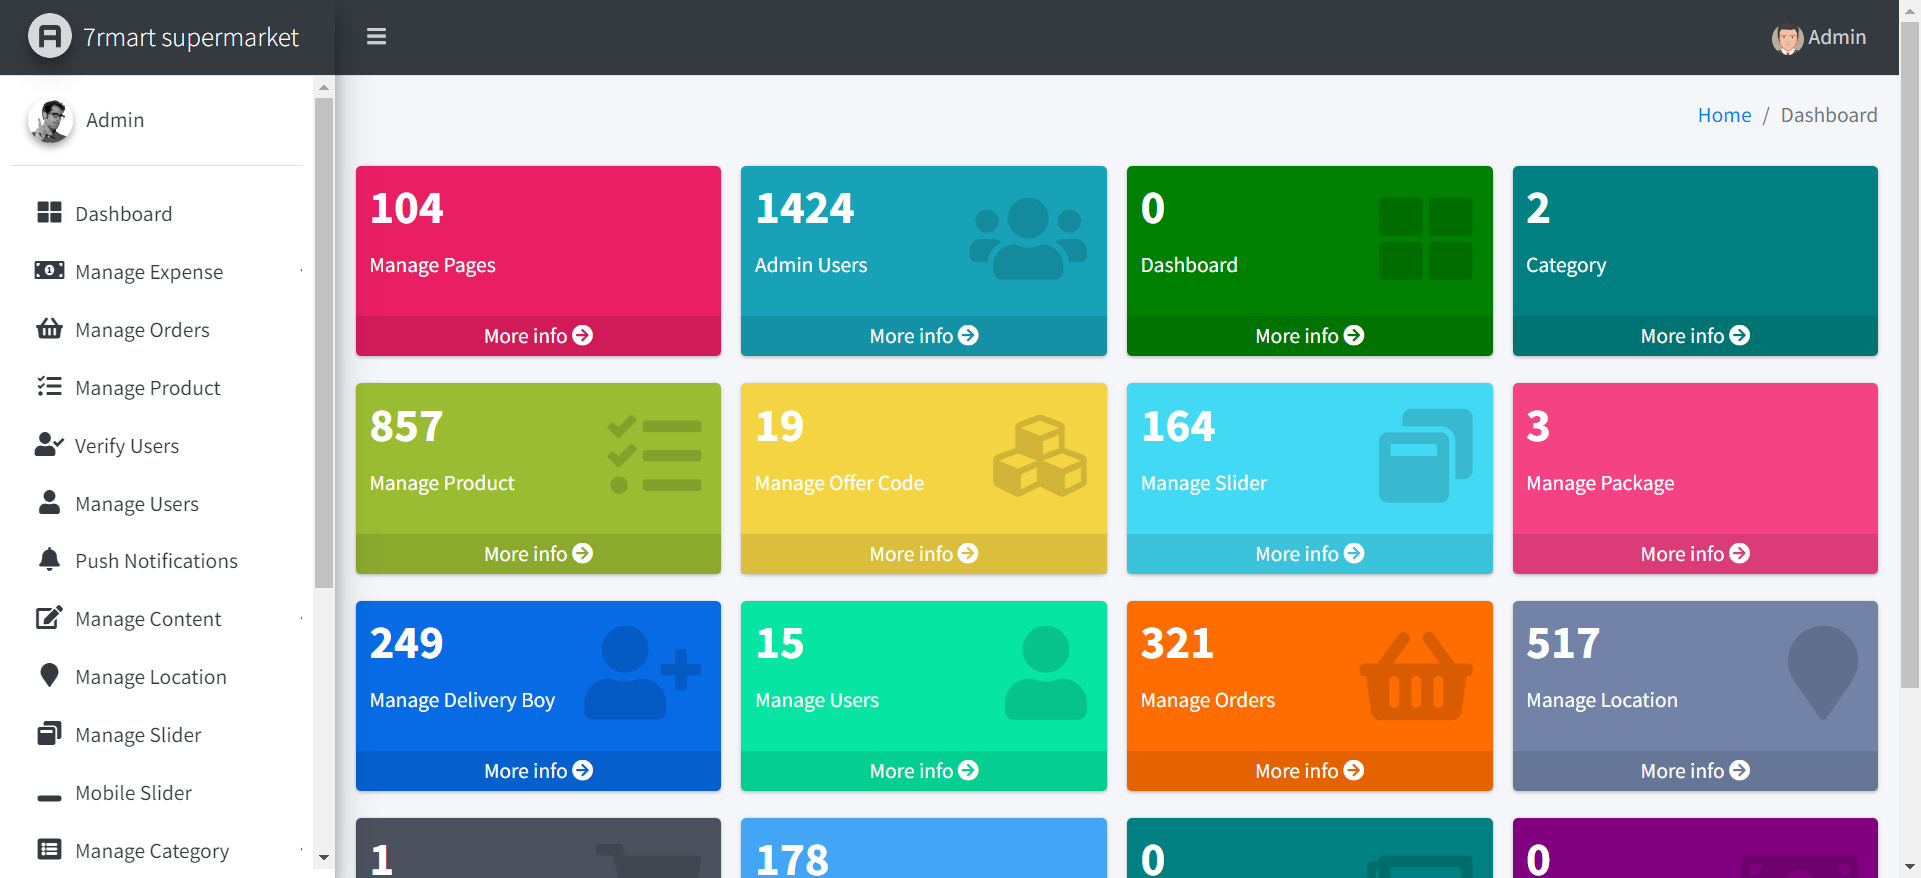 7rmart supermarket
Admin
Admin
Home / Dashboard
Dashboard
Manage Expense
Manage Orders
Manage Product
Verify Users
Manage Users
Push Notifications
Manage Content
Manage Location
Manage Slider
Mobile Slider
Manage Category
104
Manage Pages
More info
1424
Admin Users
More info
0
Dashboard
More info
2
Category
More info
857
Manage Product
More info
19
Manage Offer Code
More info
164
Manage Slider
More info
3
Manage Package
More info
249
Manage Delivery Boy
More info
15
Manage Users
More info
321
Manage Orders
More info
517
Manage Location
More info
1
178
0
0